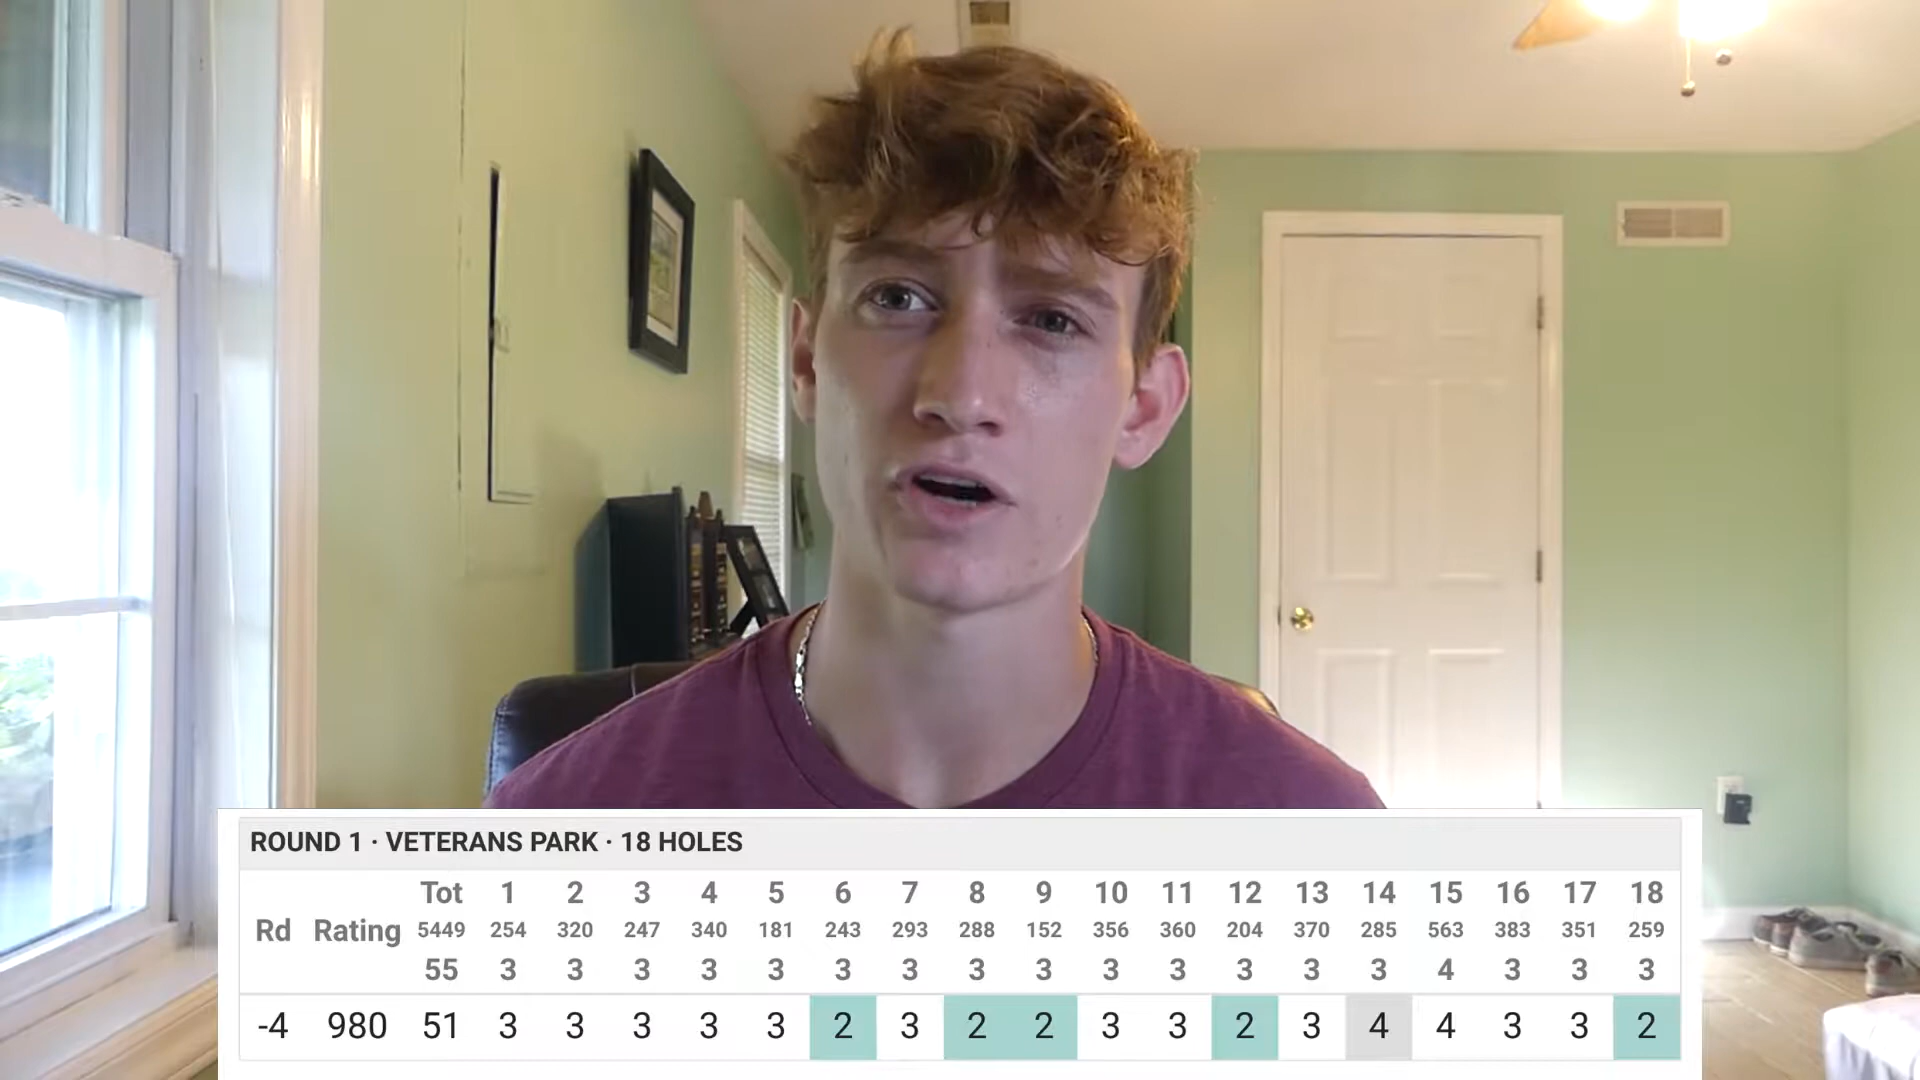 ROUND 1 · VETERANS PARK · 18 HOLES
Tot 1 2 3 4 5 6 7 8 9 10 11 12 13 14 15 16 17 18
Rd Rating 5449 254 320 247 340 181 243 293 288 152 356 360 204 370 285 563 383 351 259
55 3 3 3 3 3 3 3 3 3 3 3 3 3 3 4 3 3 3
-4 980 51 3 3 3 3 3 2 3 2 2 3 3 2 3 4 4 3 3 2